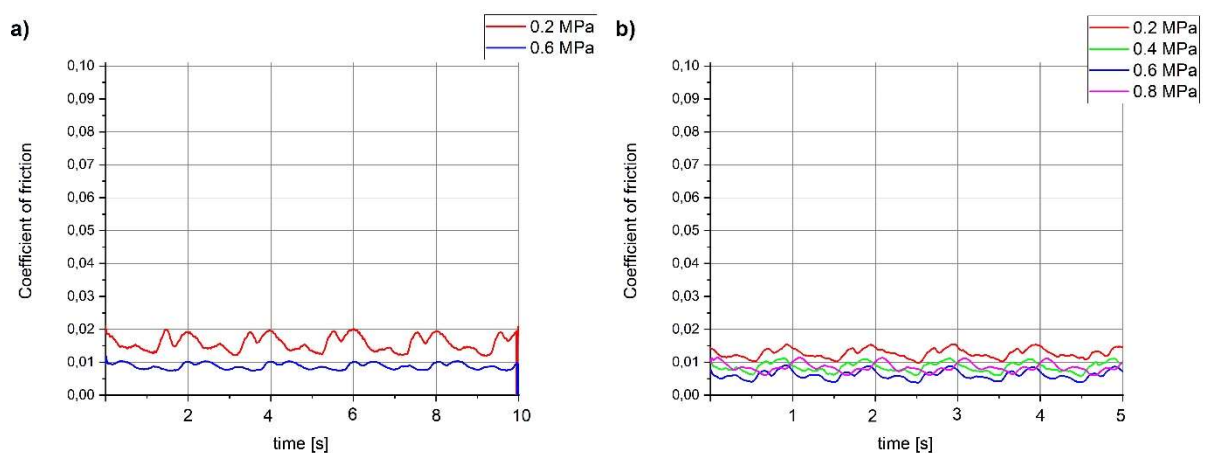 a)
0.2 MPa
0.6 MPa
0,10
0,09
0,08
0,07
0,06
0,05
0,04
0,03
0,02
0,01
0,00
Coefficient of friction
2
4
6
8
10
time [s]
b)
0.2 MPa
0.4 MPa
0.6 MPa
0.8 MPa
0,10
0,09
0,08
0,07
0,06
0,05
0,04
0,03
0,02
0,01
0,00
Coefficient of friction
1
2
3
4
5
time [s]